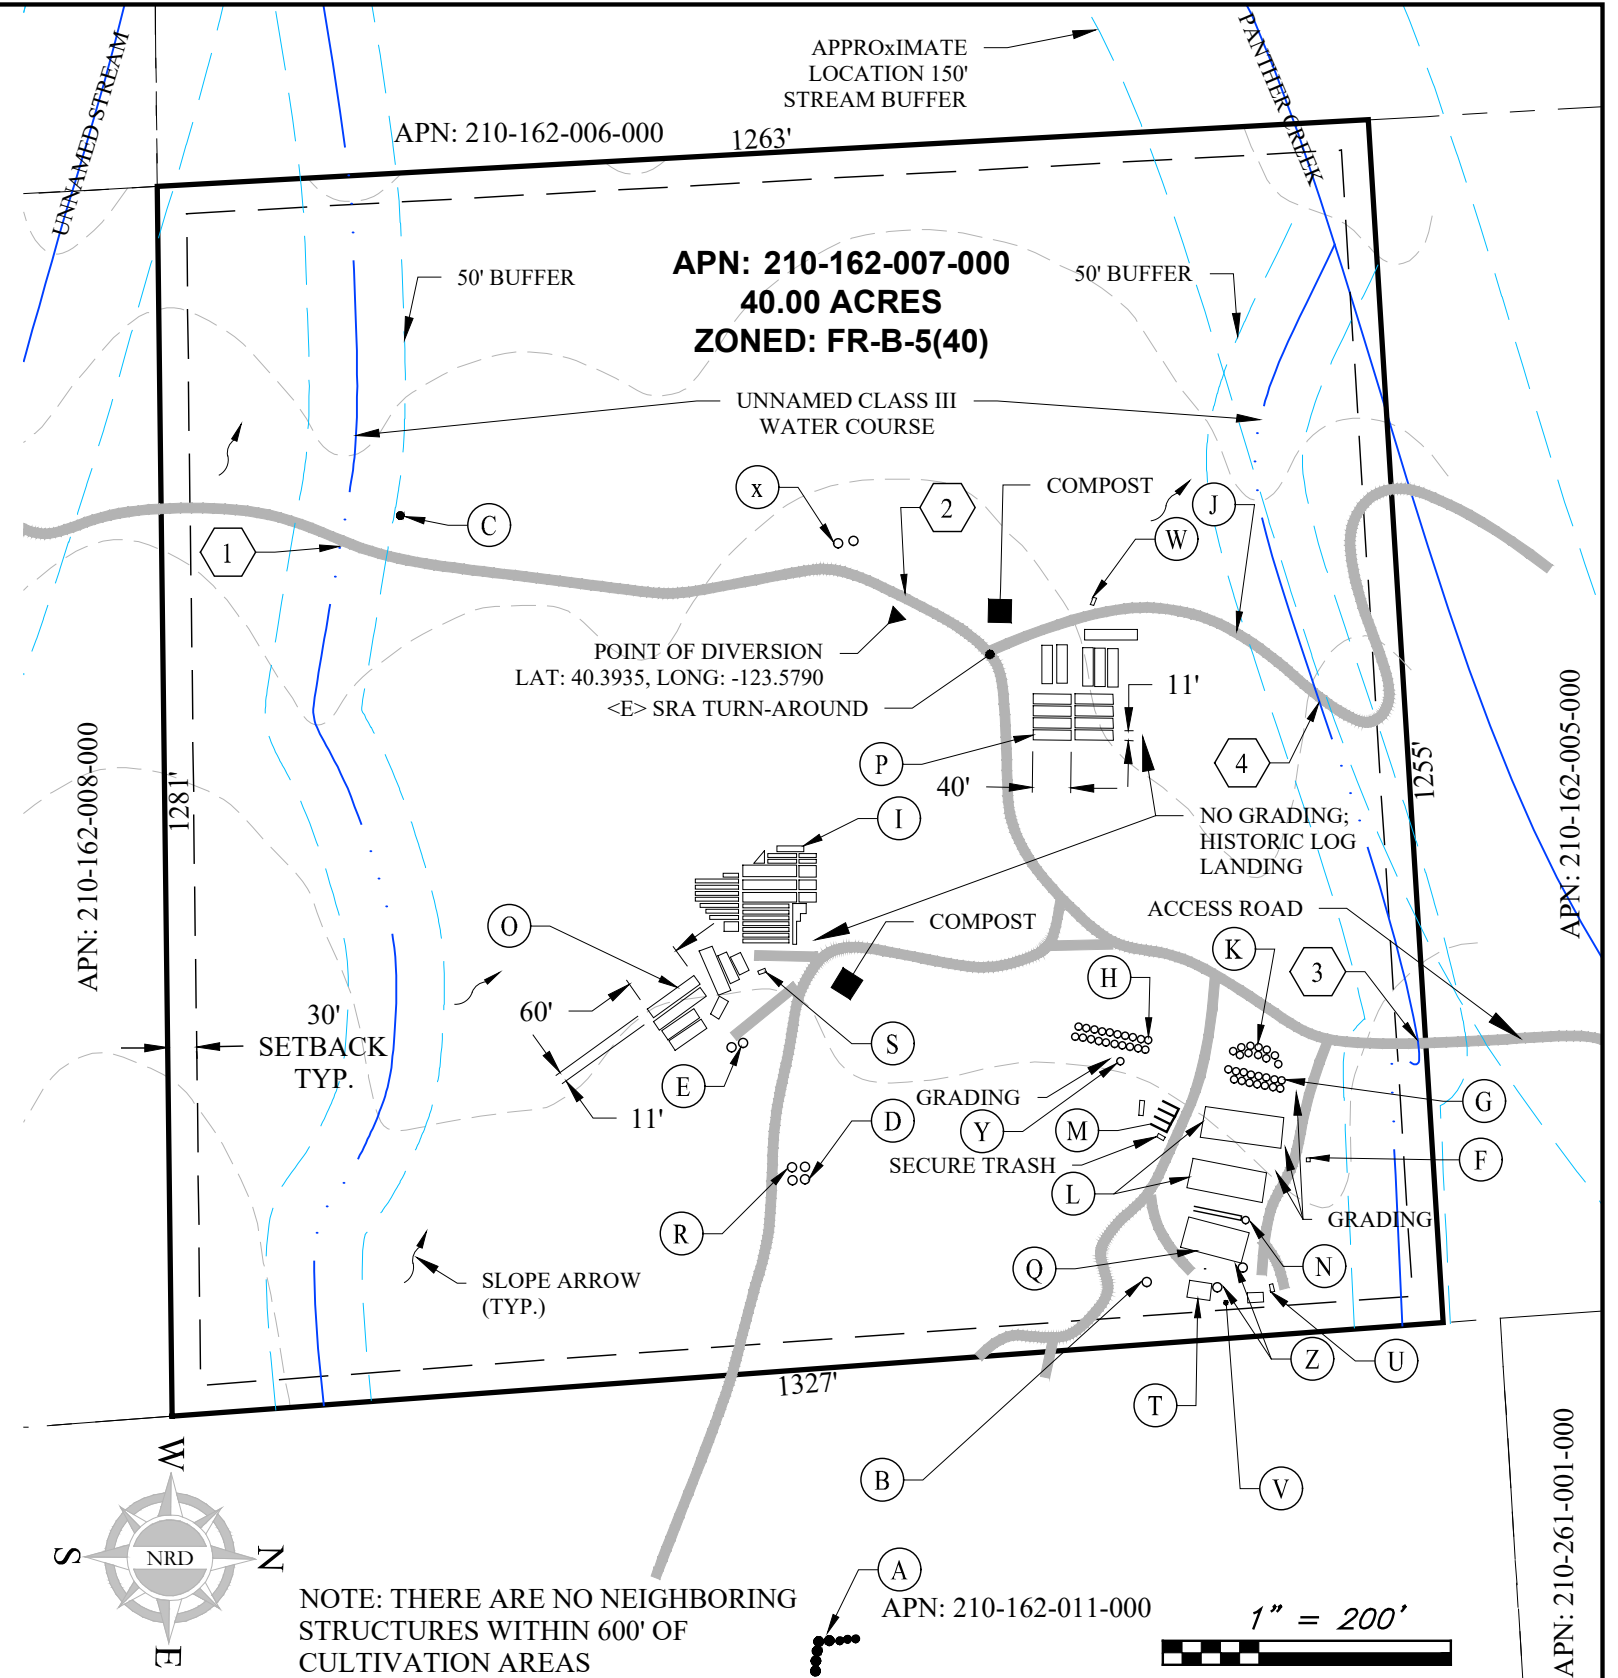 UNNAMED STREAM
APPROxIMATE
LOCATION 150'
STREAM BUFFER
PANTHER CREEK
APN: 210-162-006-000
1263'
50' BUFFER
APN: 210-162-007-000
40.00 ACRES
ZONED: FR-B-5(40)
50' BUFFER
UNNAMED CLASS III
WATER COURSE
x
2
COMPOST
J
C
W
1
POINT OF DIVERSION
LAT: 40.3935, LONG: -123.5790
<E> SRA TURN-AROUND
11'
P
40'
4
1255'
APN: 210-162-005-000
APN: 210-162-008-000
1281'
I
NO GRADING;
HISTORIC LOG
LANDING
O
COMPOST
ACCESS ROAD
K
H
3
60'
30'
SETBACK
TYP.
S
E
11'
GRADING
Y
M
G
D
SECURE TRASH
F
L
R
GRADING
SLOPE ARROW
(TYP.)
Q
N
Z
U
1327'
T
B
V
W
S
NRD
N
E
A
NOTE: THERE ARE NO NEIGHBORING
STRUCTURES WITHIN 600' OF
CULTIVATION AREAS
APN: 210-162-011-000
1" = 200'
APN: 210-261-001-000